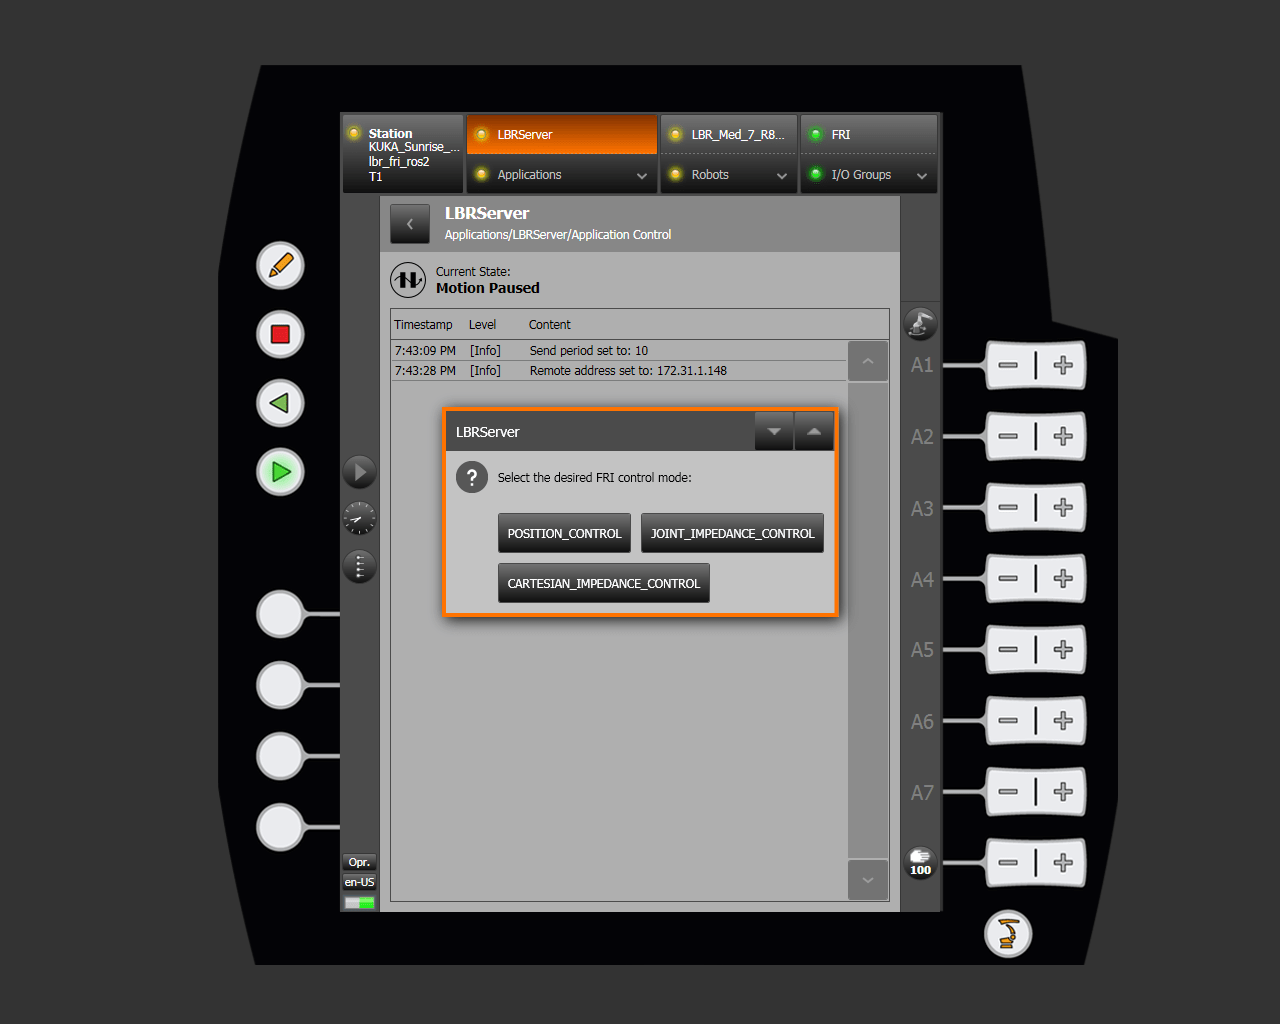 Station
KUKA_Sunrise_...
lbr_fri_ros2
T1
LBRServer
Applications
LBR_Med_7_R8...
Robots
FRI
I/O Groups
LBRServer
Applications/LBRServer/Application Control
Current State:
Motion Paused
Timestamp Level Content
7:43:09 PM [Info] Send period set to: 10
7:43:28 PM [Info] Remote address set to: 172.31.1.148
LBRServer
? Select the desired FRI control mode:
POSITION_CONTROL JOINT_IMPEDANCE_CONTROL
CARTESIAN_IMPEDANCE_CONTROL
A1
A2
A3
A4
A5
A6
A7
100
Opr.
en-US